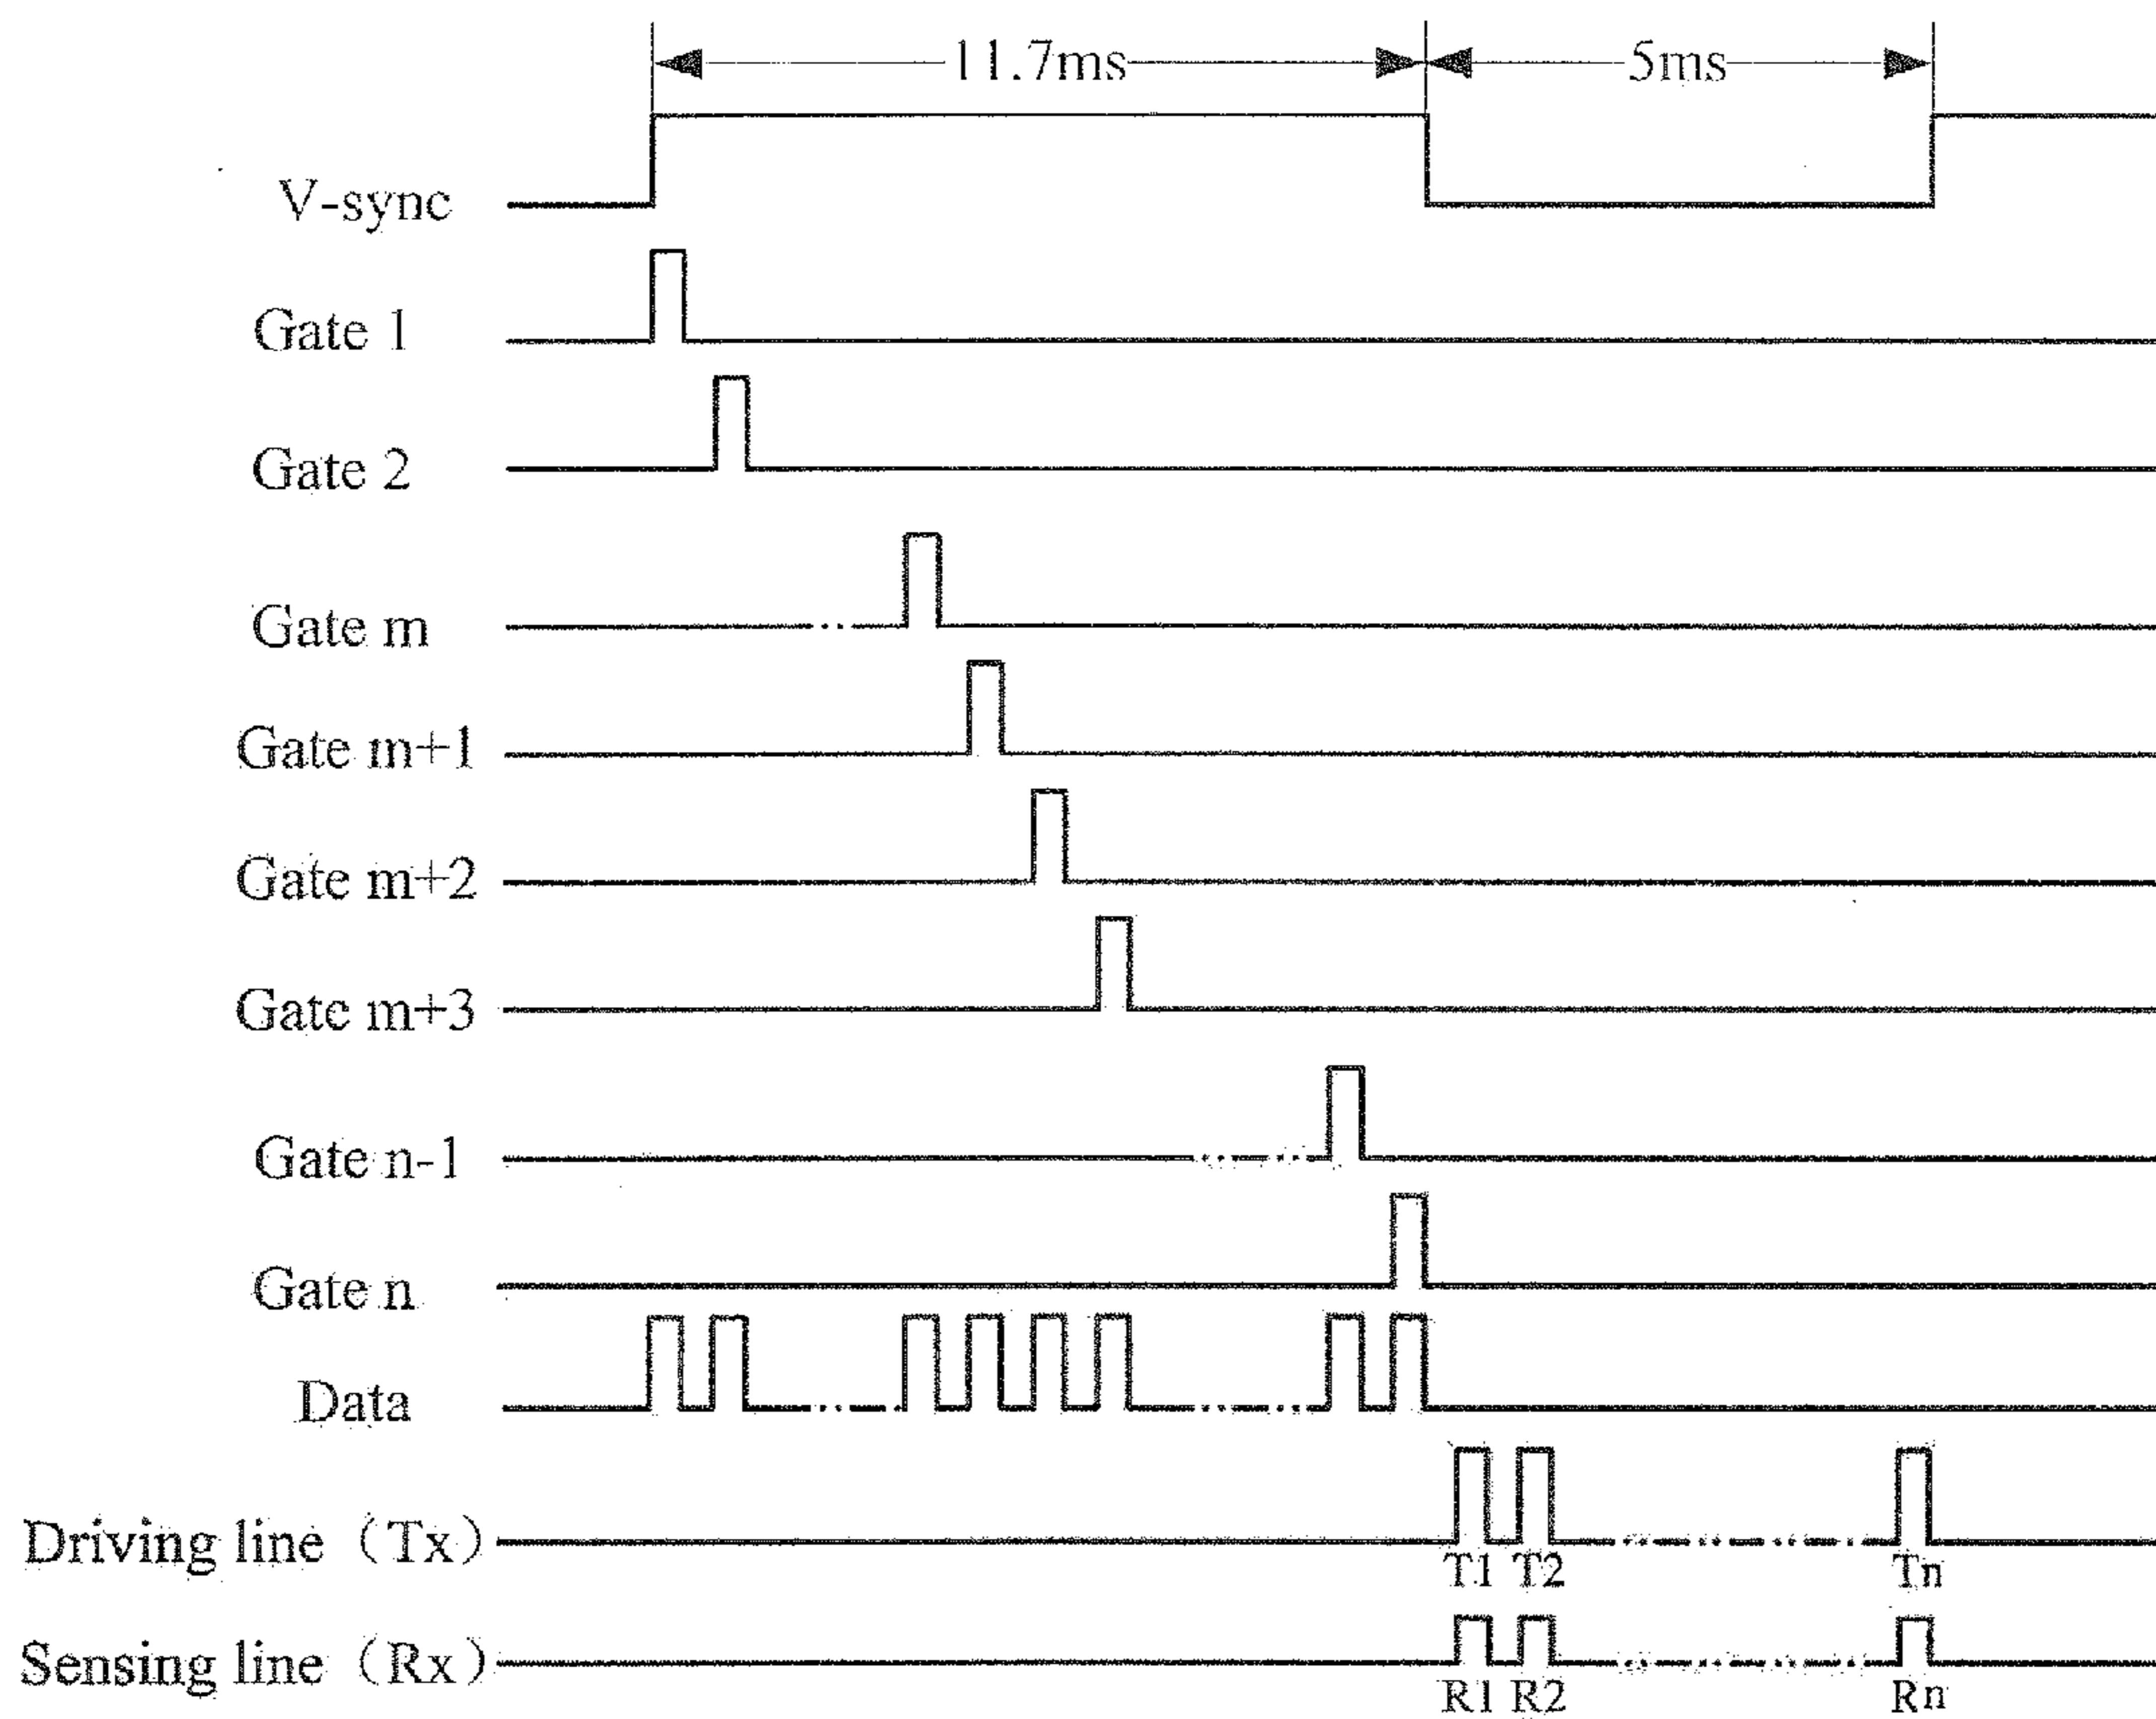 11.7ms 5ms
V-sync
Gate 1
Gate 2
Gate m
Gate m+1
Gate m+2
Gate m+3
Gate n-1
Gate n
Data
Driving line（Tx）
T1 T2 Tn
Sensing line（Rx）
R1 R2 Rn